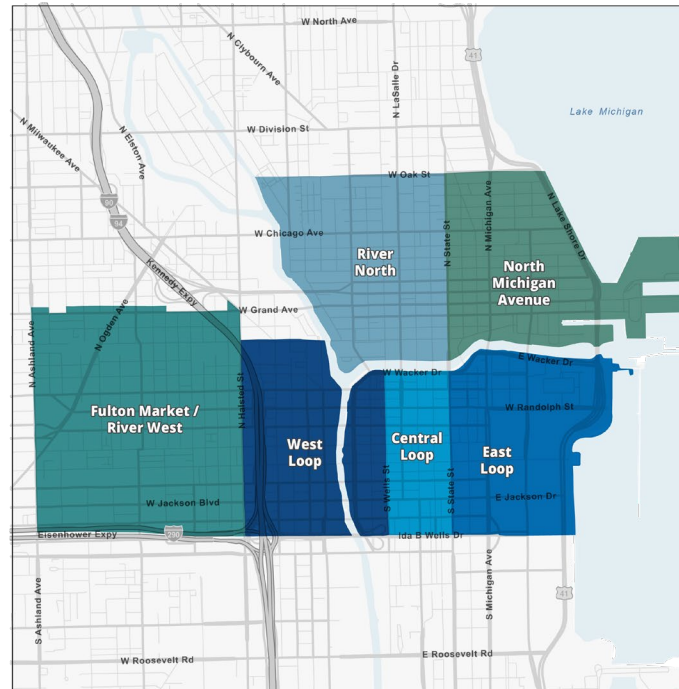 W North Ave
N Clybourn Ave
41
N LaSalle Dr
Lake Michigan
N Milwaukee Ave
N Elston Ave
W Division St
W Oak St
90
94
N Michigan Ave
N Lake Shore Dr
N State St
W Chicago Ave
River
North
North
Michigan
Avenue
Kennedy Expy
W Grand Ave
N Ogden Ave
N Ashland Ave
E Wacker Dr
W Wacker Dr
N Halsted St
W Randolph St
Fulton Market /
River West
West
Loop
Central
Loop
East
Loop
S Wells St
S State St
W Jackson Blvd
E Jackson Dr
Eisenhower Expy
290
Ida B Wells Dr
S Ashland Ave
S Michigan Ave
41
W Roosevelt Rd
E Roosevelt Rd